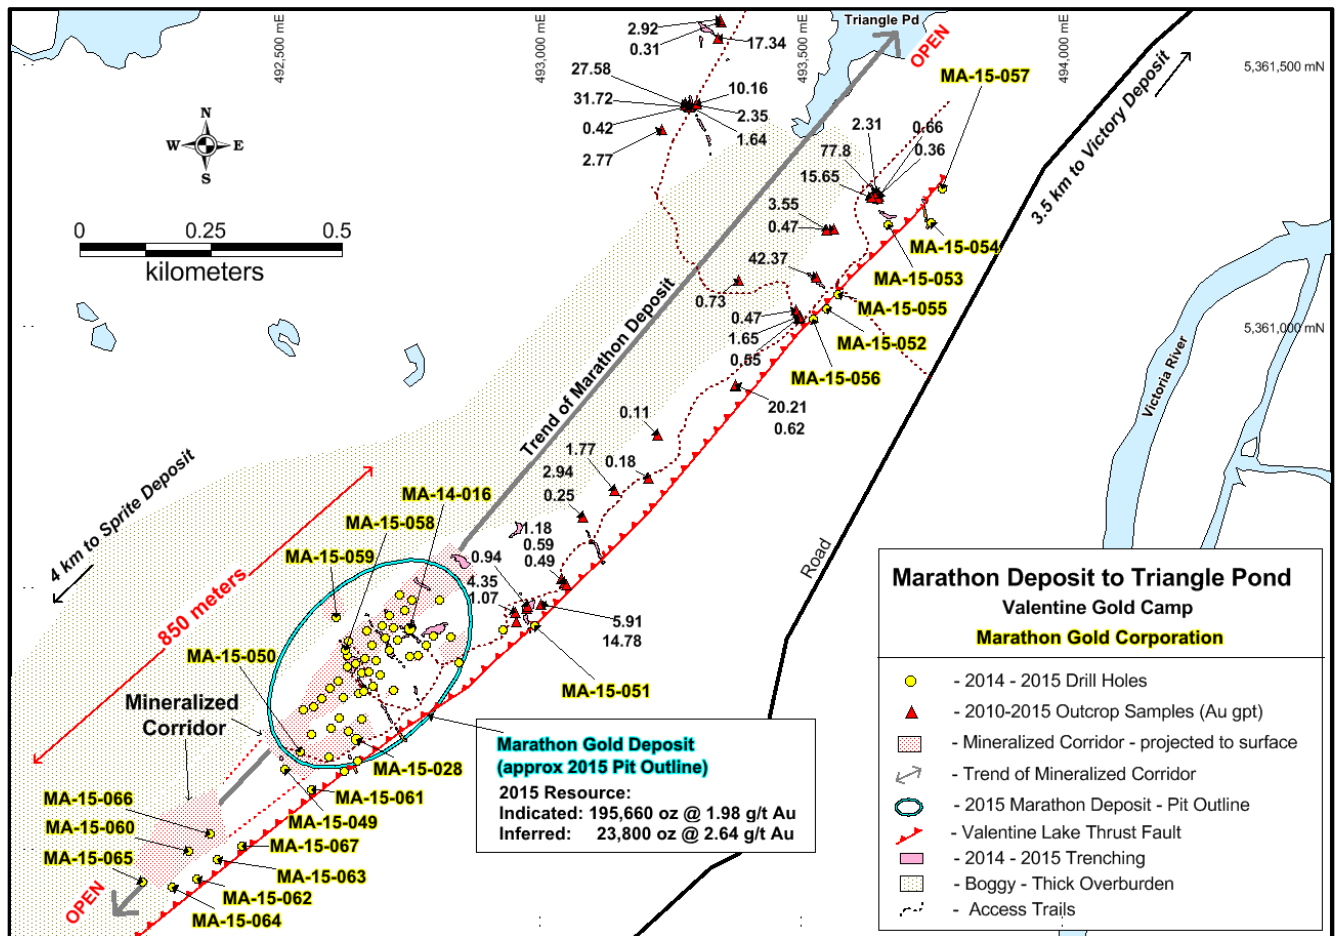 492,500 mE
493,000 mE
493,500 mE
494,000 mE
Triangle Pd
OPEN
2.92
0.31
17.34
MA-15-057
5,361,500 mN
3.5 km to Victory Deposit
27.58
31.72
0.42
2.77
10.16
2.35
1.64
2.31
0.66
0.36
77.8
15.65
N
W
E
S
0
0.25
0.5
kilometers
3.55
0.47
MA-15-054
MA-15-053
42.37
0.73
MA-15-055
0.47
1.65
0.55
MA-15-052
5,361,000 mN
MA-15-056
Victoria River
Trend of Marathon Deposit
20.21
0.62
0.11
1.77
0.18
2.94
0.25
4 km to Sprite Deposit
MA-14-016
MA-15-058
MA-15-059
1.18
0.59
0.49
0.94
4.35
1.07
5.91
14.78
Road
850 meters
MA-15-050
MA-15-051
Mineralized
Corridor
MA-15-028
MA-15-061
MA-15-049
MA-15-066
MA-15-060
MA-15-065
MA-15-067
MA-15-063
MA-15-062
MA-15-064
OPEN
Marathon Gold Deposit
(approx 2015 Pit Outline)
2015 Resource:
Indicated: 195,660 oz @ 1.98 g/t Au
Inferred: 23,800 oz @ 2.64 g/t Au
Marathon Deposit to Triangle Pond
Valentine Gold Camp
Marathon Gold Corporation
- 2014 - 2015 Drill Holes
- 2010-2015 Outcrop Samples (Au gpt)
- Mineralized Corridor - projected to surface
- Trend of Mineralized Corridor
- 2015 Marathon Deposit - Pit Outline
- Valentine Lake Thrust Fault
- 2014 - 2015 Trenching
- Boggy - Thick Overburden
- Access Trails